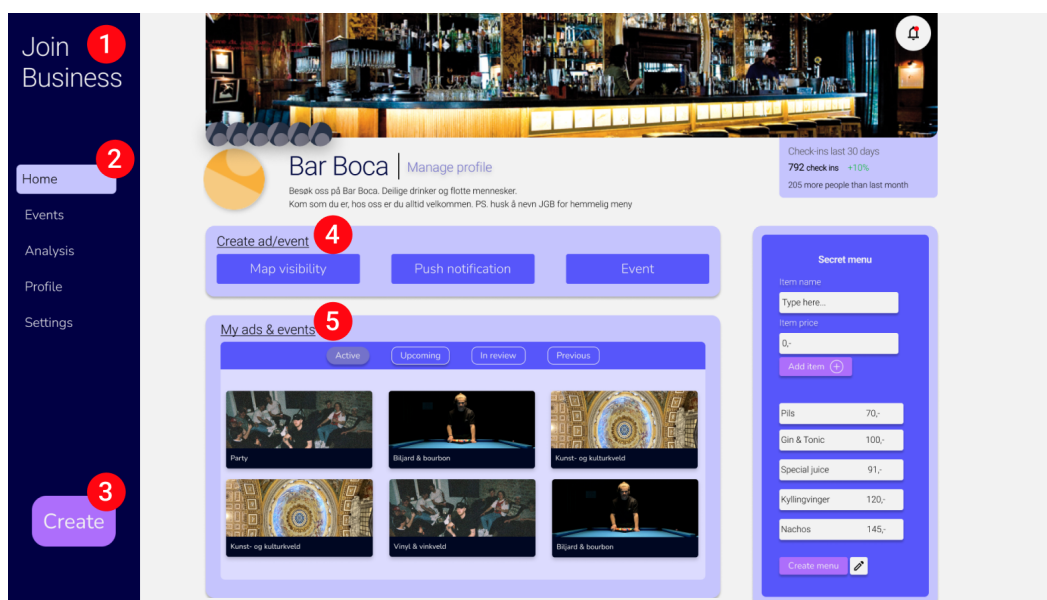 Join
Business
1
2
Home
Events
Analysis
Profile
Settings
3
Create
Bar Boca | Manage profile
Besøk oss på Bar Boca. Deilige drinker og flotte mennesker.
Kom som du er, hos oss er du alltid velkommen. PS. husk å nevn JGB for hemmelig meny
Check-ins last 30 days
792 check ins +10%
205 more people than last month
Create ad/event
4
Map visibility
Push notification
Event
My ads & events
5
Active
Upcoming
In review
Previous
Party
Biljard & bourbon
Kunst- og kulturkveld
Kunst- og kulturkveld
Vinyl & vinkveld
Biljard & bourbon
Secret menu
Item name
Type here...
Item price
0,-
Add item
Pils 70,-
Gin & Tonic 100,-
Special juice 91,-
Kyllingvinger 120,-
Nachos 145,-
Create menu